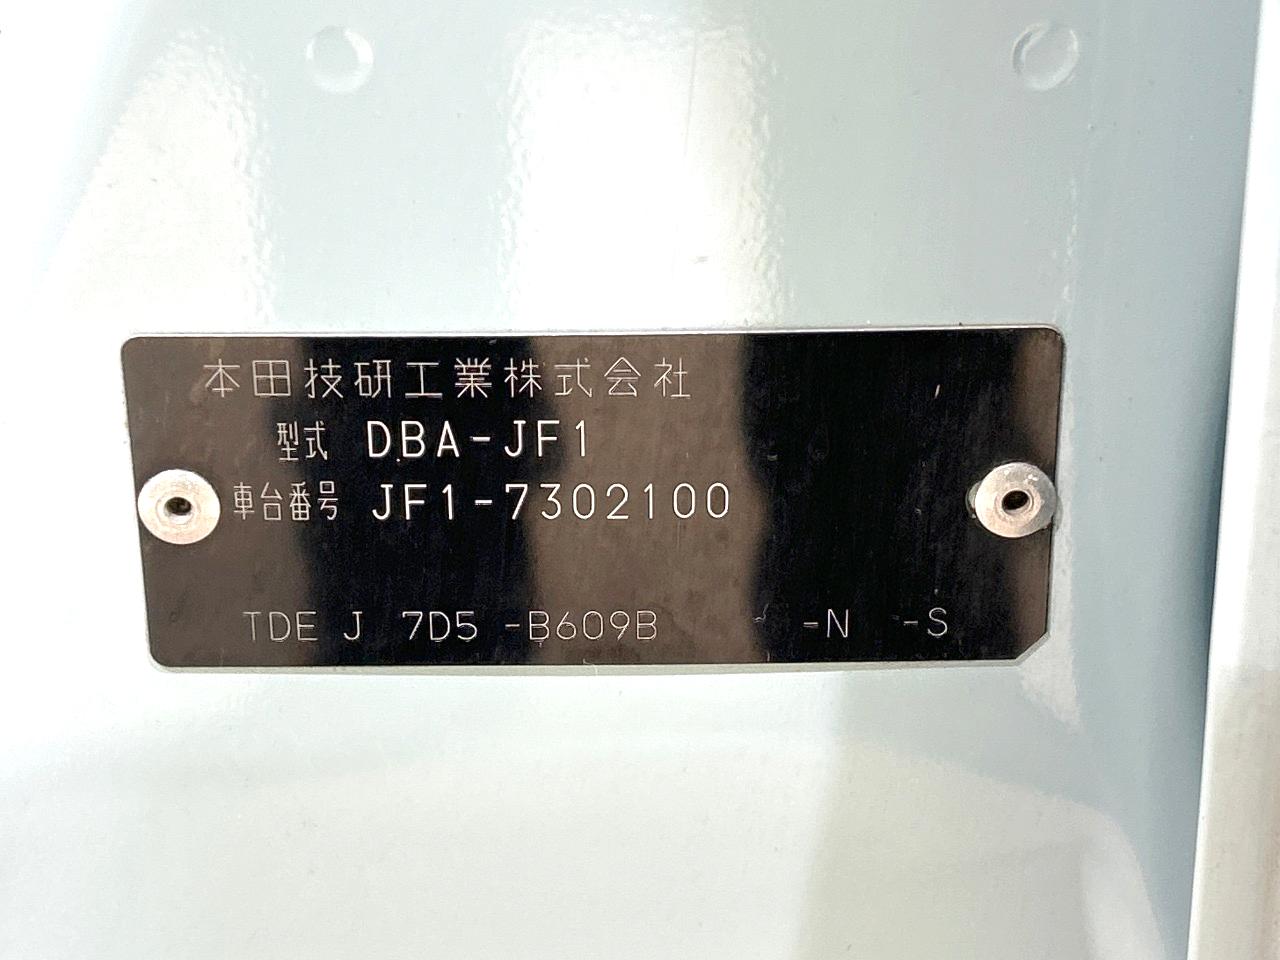 本田技研工業株式会社
型式 DBA-JF1
車台番号 JF1-7302100
TDE J 7D5 -B609B -N -S